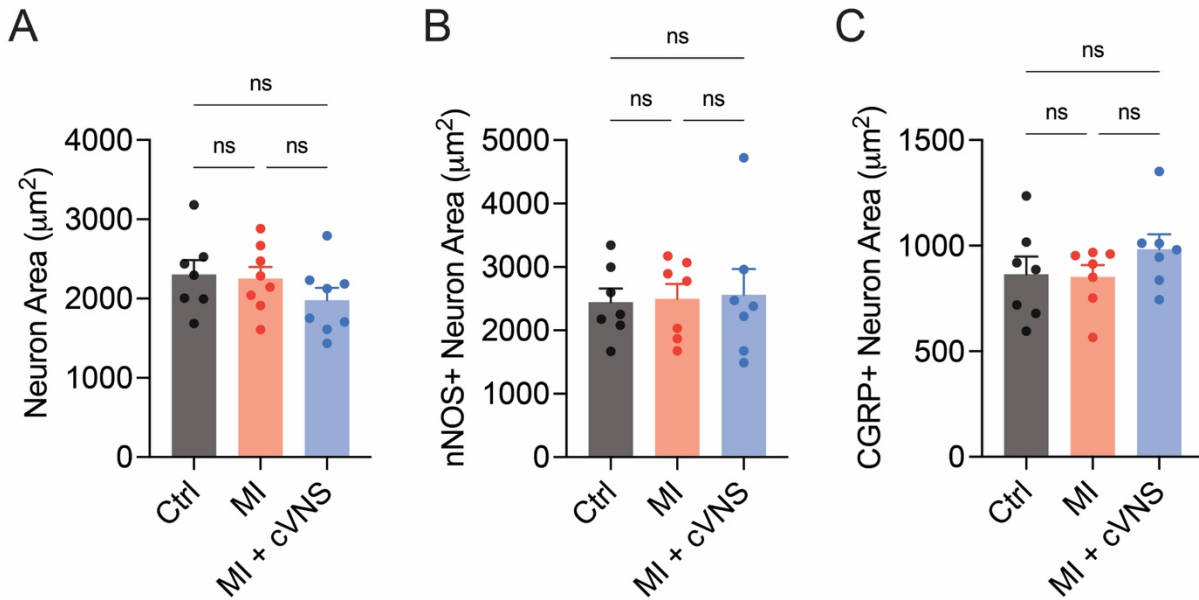 A
ns
ns ns
Neuron Area (μm²)
4000
3000
2000
1000
0
Ctrl
MI
MI + cVNS
B
ns
ns ns
nNOS+ Neuron Area (μm²)
5000
4000
3000
2000
1000
0
Ctrl
MI
MI + cVNS
C
ns
ns ns
CGRP+ Neuron Area (μm²)
1500
1000
500
0
Ctrl
MI
MI + cVNS